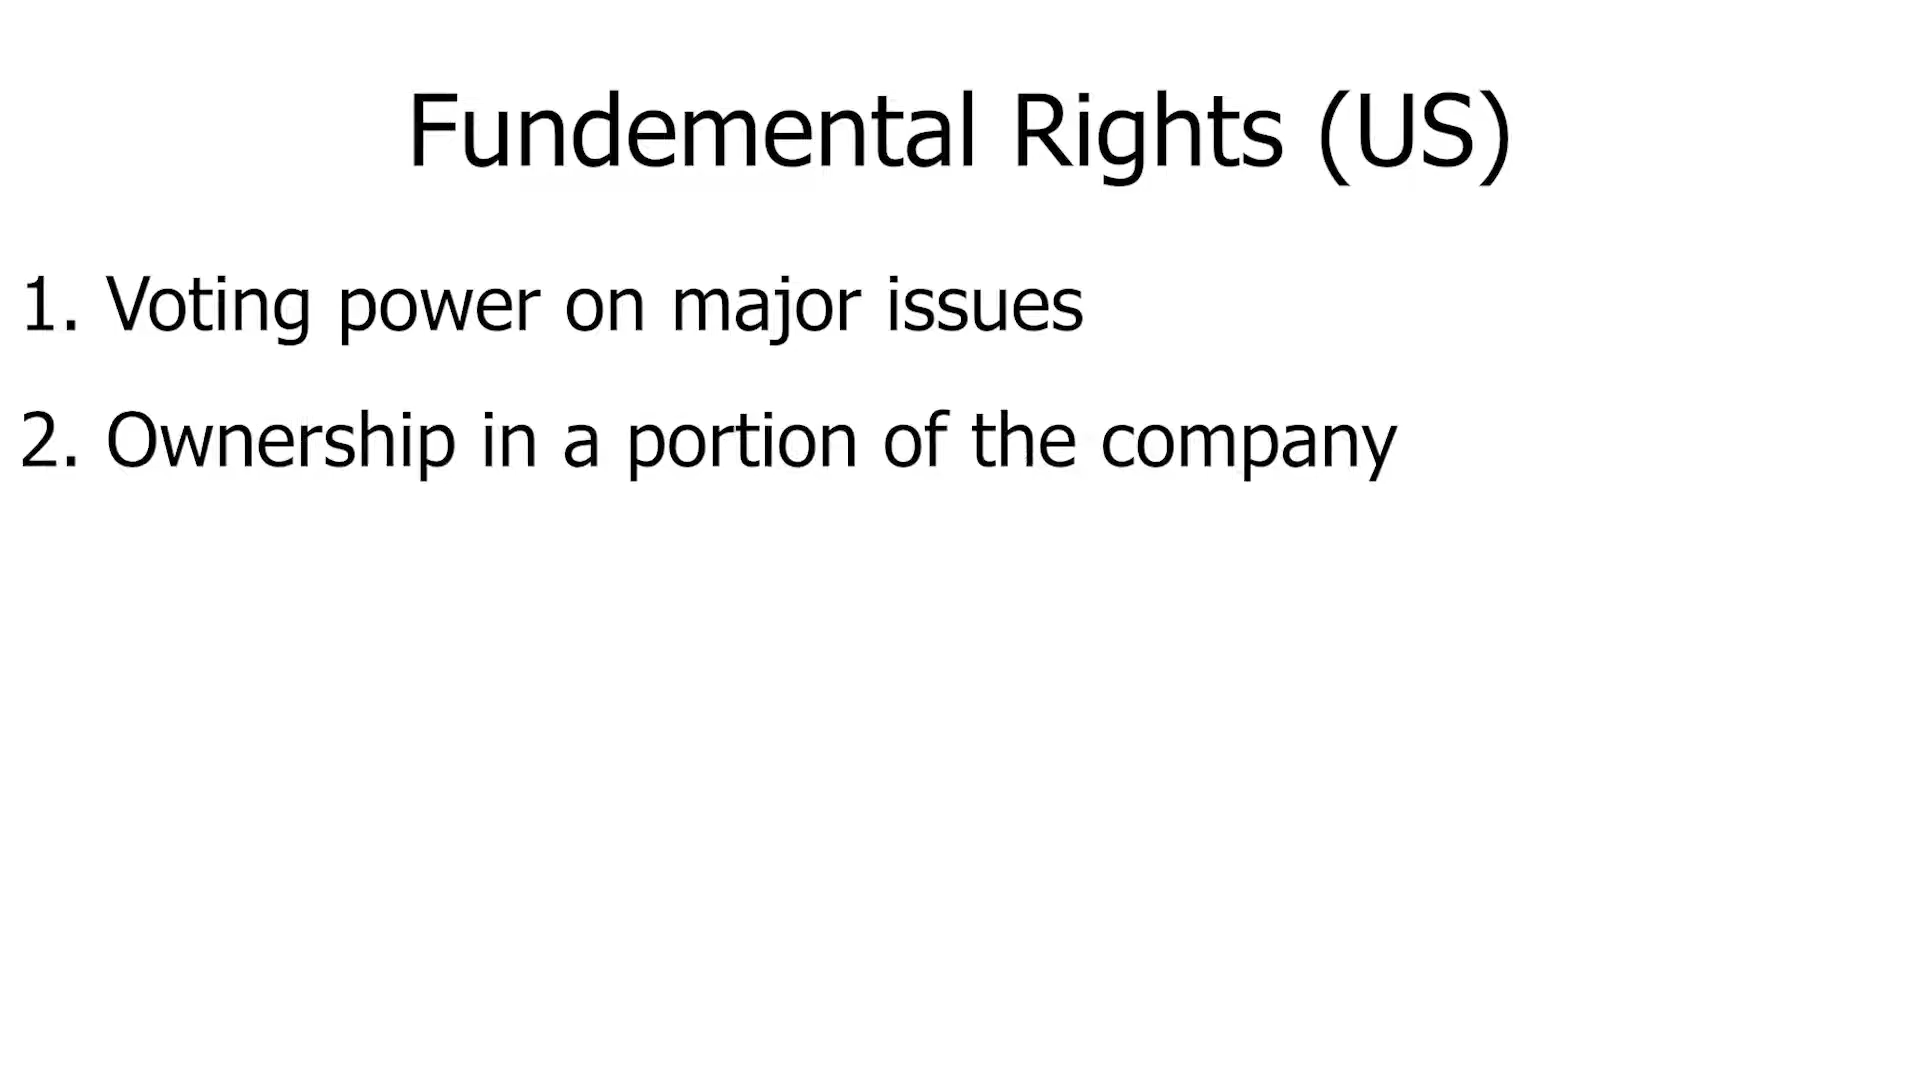 Fundemental Rights (US)
1. Voting power on major issues
2. Ownership in a portion of the company